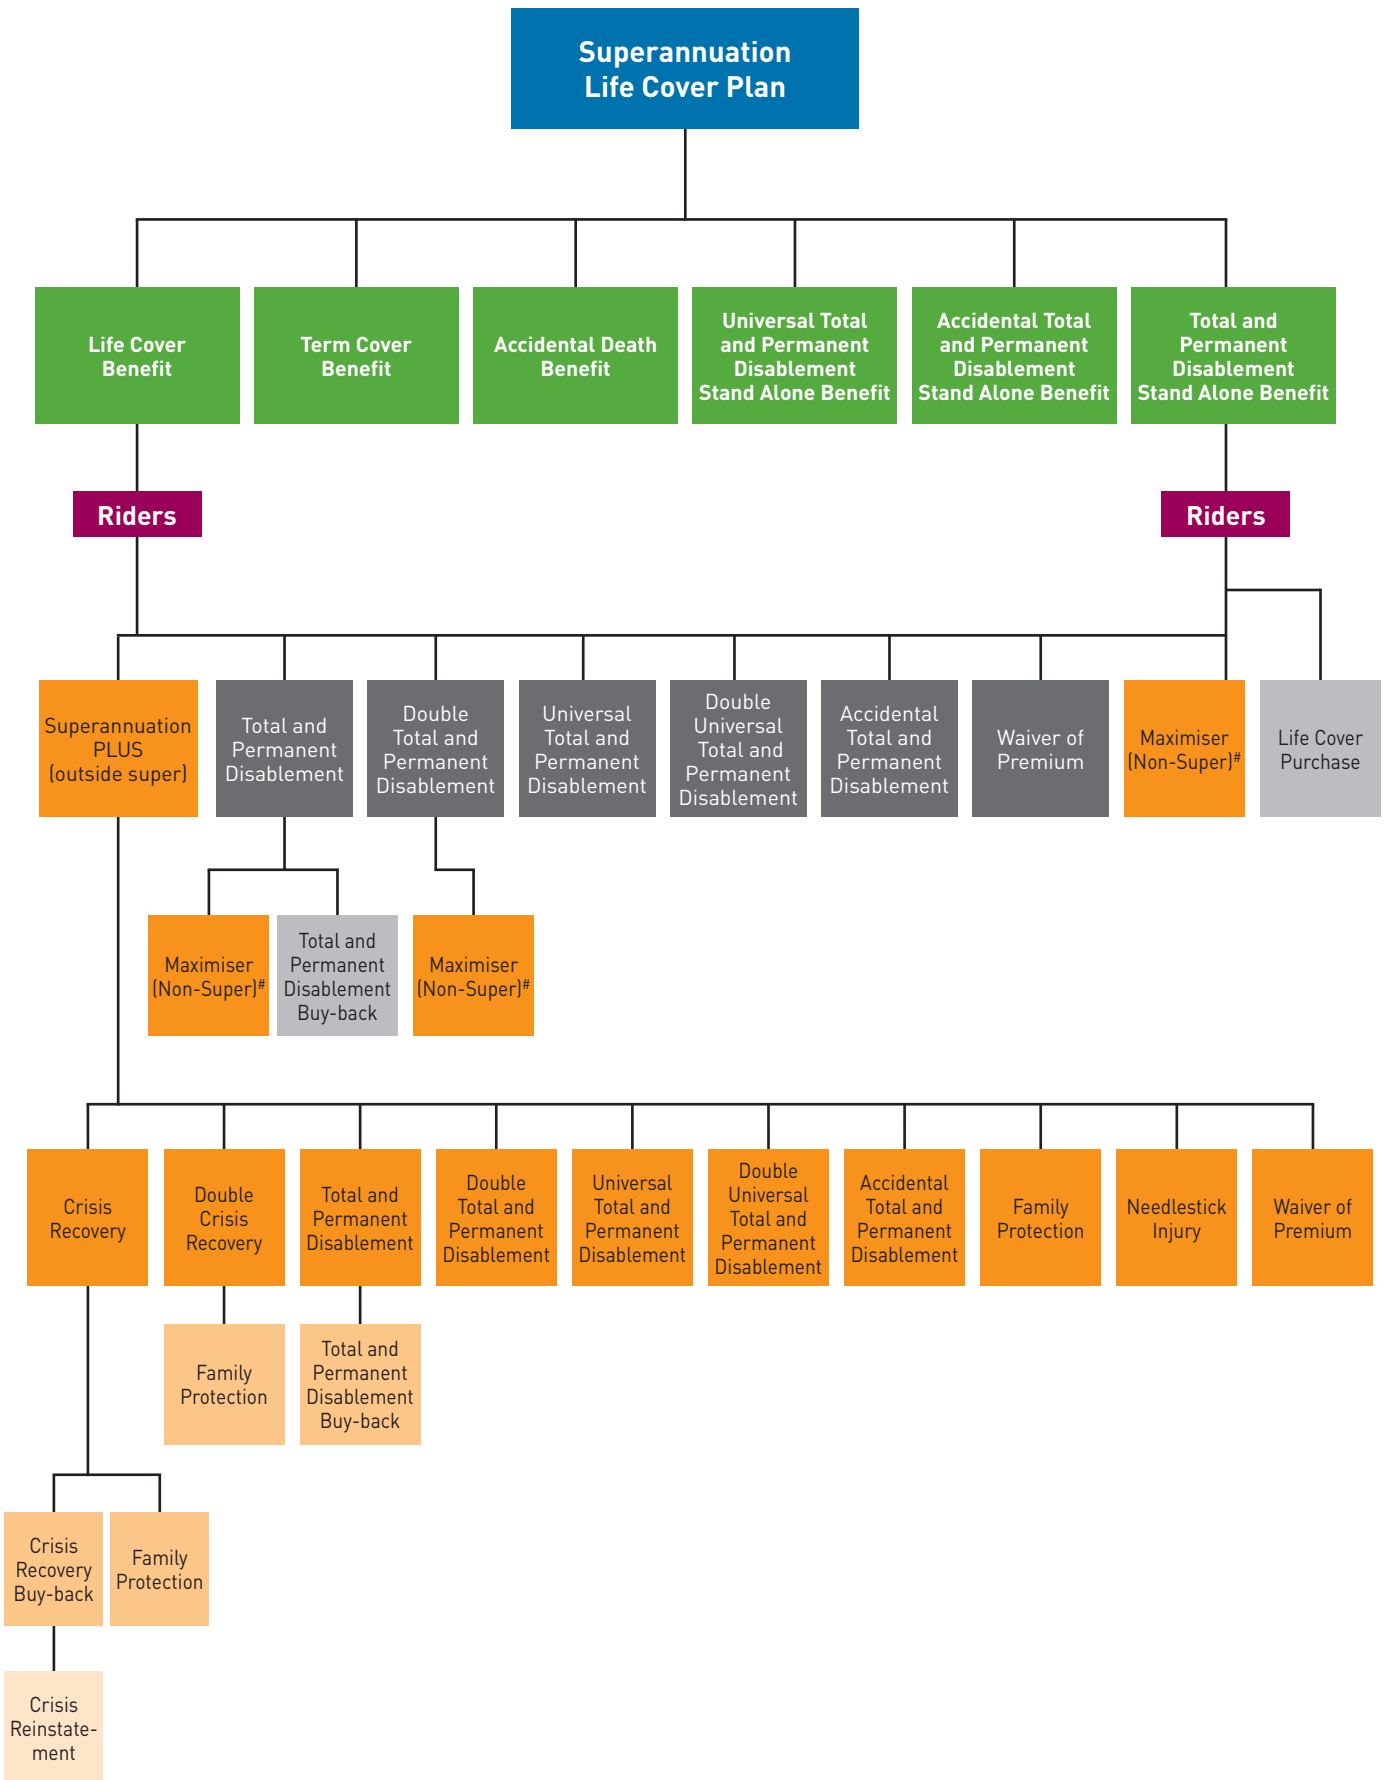 Superannuation
Life Cover Plan
Life Cover
Benefit
Term Cover
Benefit
Accidental Death
Benefit
Universal Total
and Permanent
Disablement
Stand Alone Benefit
Accidental Total
and Permanent
Disablement
Stand Alone Benefit
Total and
Permanent
Disablement
Stand Alone Benefit
Riders
Riders
Superannuation
PLUS
(outside super)
Total and
Permanent
Disablement
Double
Total and
Permanent
Disablement
Universal
Total and
Permanent
Disablement
Double
Universal
Total and
Permanent
Disablement
Accidental
Total and
Permanent
Disablement
Waiver of
Premium
Maximiser
(Non-Super)#
Life Cover
Purchase
Maximiser
(Non-Super)#
Total and
Permanent
Disablement
Buy-back
Maximiser
(Non-Super)#
Crisis
Recovery
Double
Crisis
Recovery
Total and
Permanent
Disablement
Double
Total and
Permanent
Disablement
Universal
Total and
Permanent
Disablement
Double
Universal
Total and
Permanent
Disablement
Accidental
Total and
Permanent
Disablement
Family
Protection
Needlestick
Injury
Waiver of
Premium
Family
Protection
Total and
Permanent
Disablement
Buy-back
Crisis
Recovery
Buy-back
Family
Protection
Crisis
Reinstate-
ment